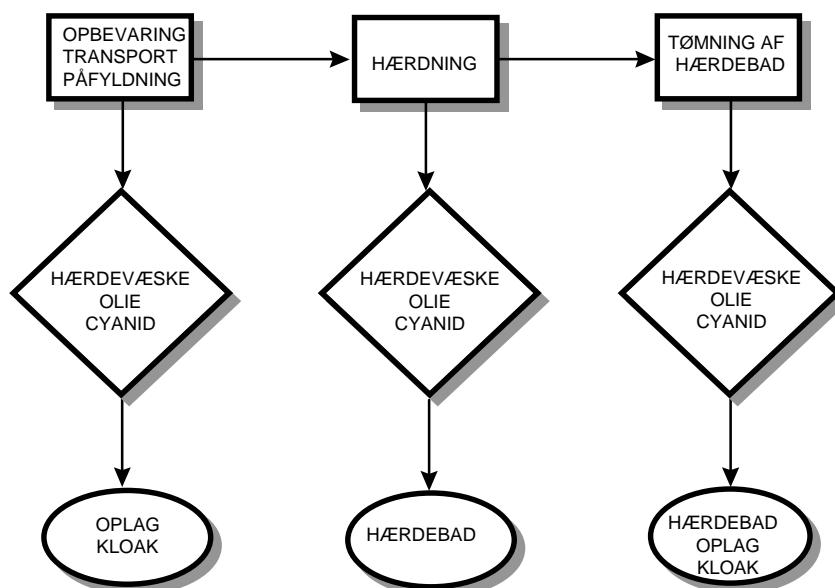 OPBEVARING
TRANSPORT
PÅFYLDNING
HÆRDNING
TØMNING AF
HÆRDEBAD
HÆRDEVÆSKE
OLIE
CYANID
HÆRDEVÆSKE
OLIE
CYANID
HÆRDEVÆSKE
OLIE
CYANID
OPLAG
KLOAK
HÆRDEBAD
HÆRDEBAD
OPLAG
KLOAK